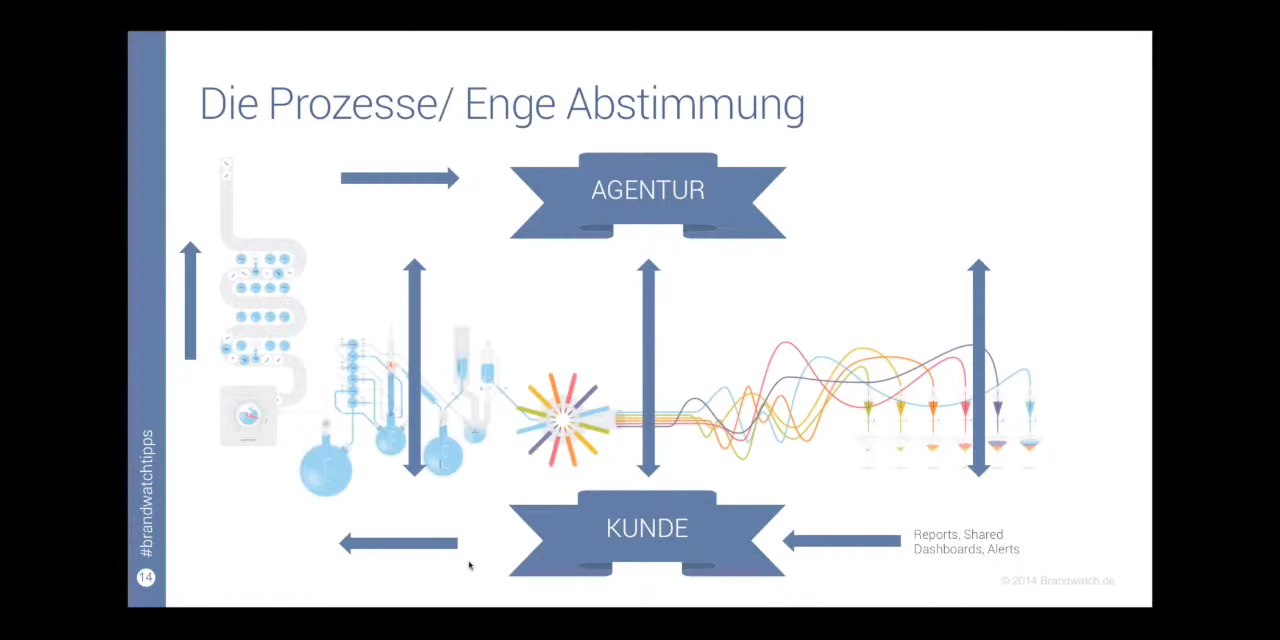 Die Prozesse/ Enge Abstimmung
AGENTUR
KUNDE
Reports, Shared
Dashboards, Alerts
© 2014 Brandwatch.de
#brandwatchtipps
14